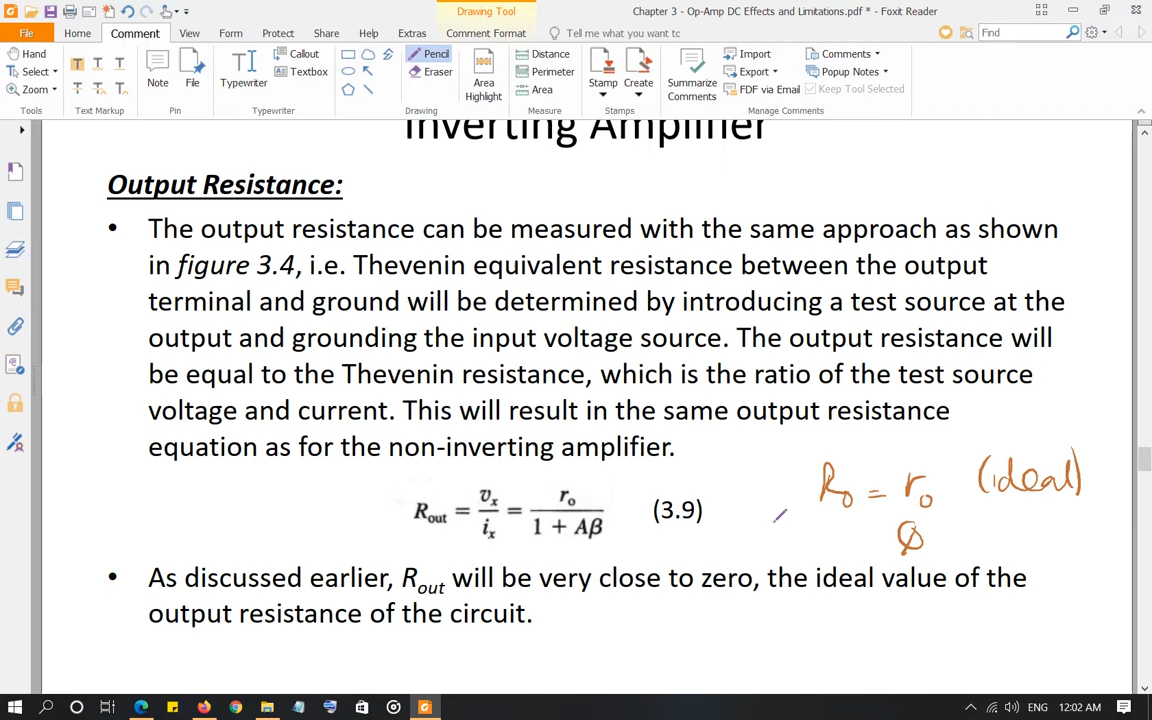 Drawing Tool
Chapter 3 - Op-Amp DC Effects and Limitations.pdf * - Foxit Reader
File Home Comment View Form Protect Share Help Extras Comment Format Tell me what you want to do Find
Hand
Select
Zoom
Tools
Text Markup
Note
File
Pin
Typewriter
Callout
Textbox
Typewriter
Pencil
Eraser
Drawing
Area Highlight
Distance
Perimeter
Area
Measure
Stamp
Create
Stamps
Summarize Comments
Import
Export
FDF via Email
Comments
Popup Notes
Keep Tool Selected
Manage Comments
Inverting Amplifier
Output Resistance:
• The output resistance can be measured with the same approach as shown
in figure 3.4, i.e. Thevenin equivalent resistance between the output
terminal and ground will be determined by introducing a test source at the
output and grounding the input voltage source. The output resistance will
be equal to the Thevenin resistance, which is the ratio of the test source
voltage and current. This will result in the same output resistance
equation as for the non-inverting amplifier.
R_out = v_x / i_x = r_o / (1 + Aβ) (3.9)
R_o = r_o (ideal)
0
• As discussed earlier, R_out will be very close to zero, the ideal value of the
output resistance of the circuit.
ENG 12:02 AM